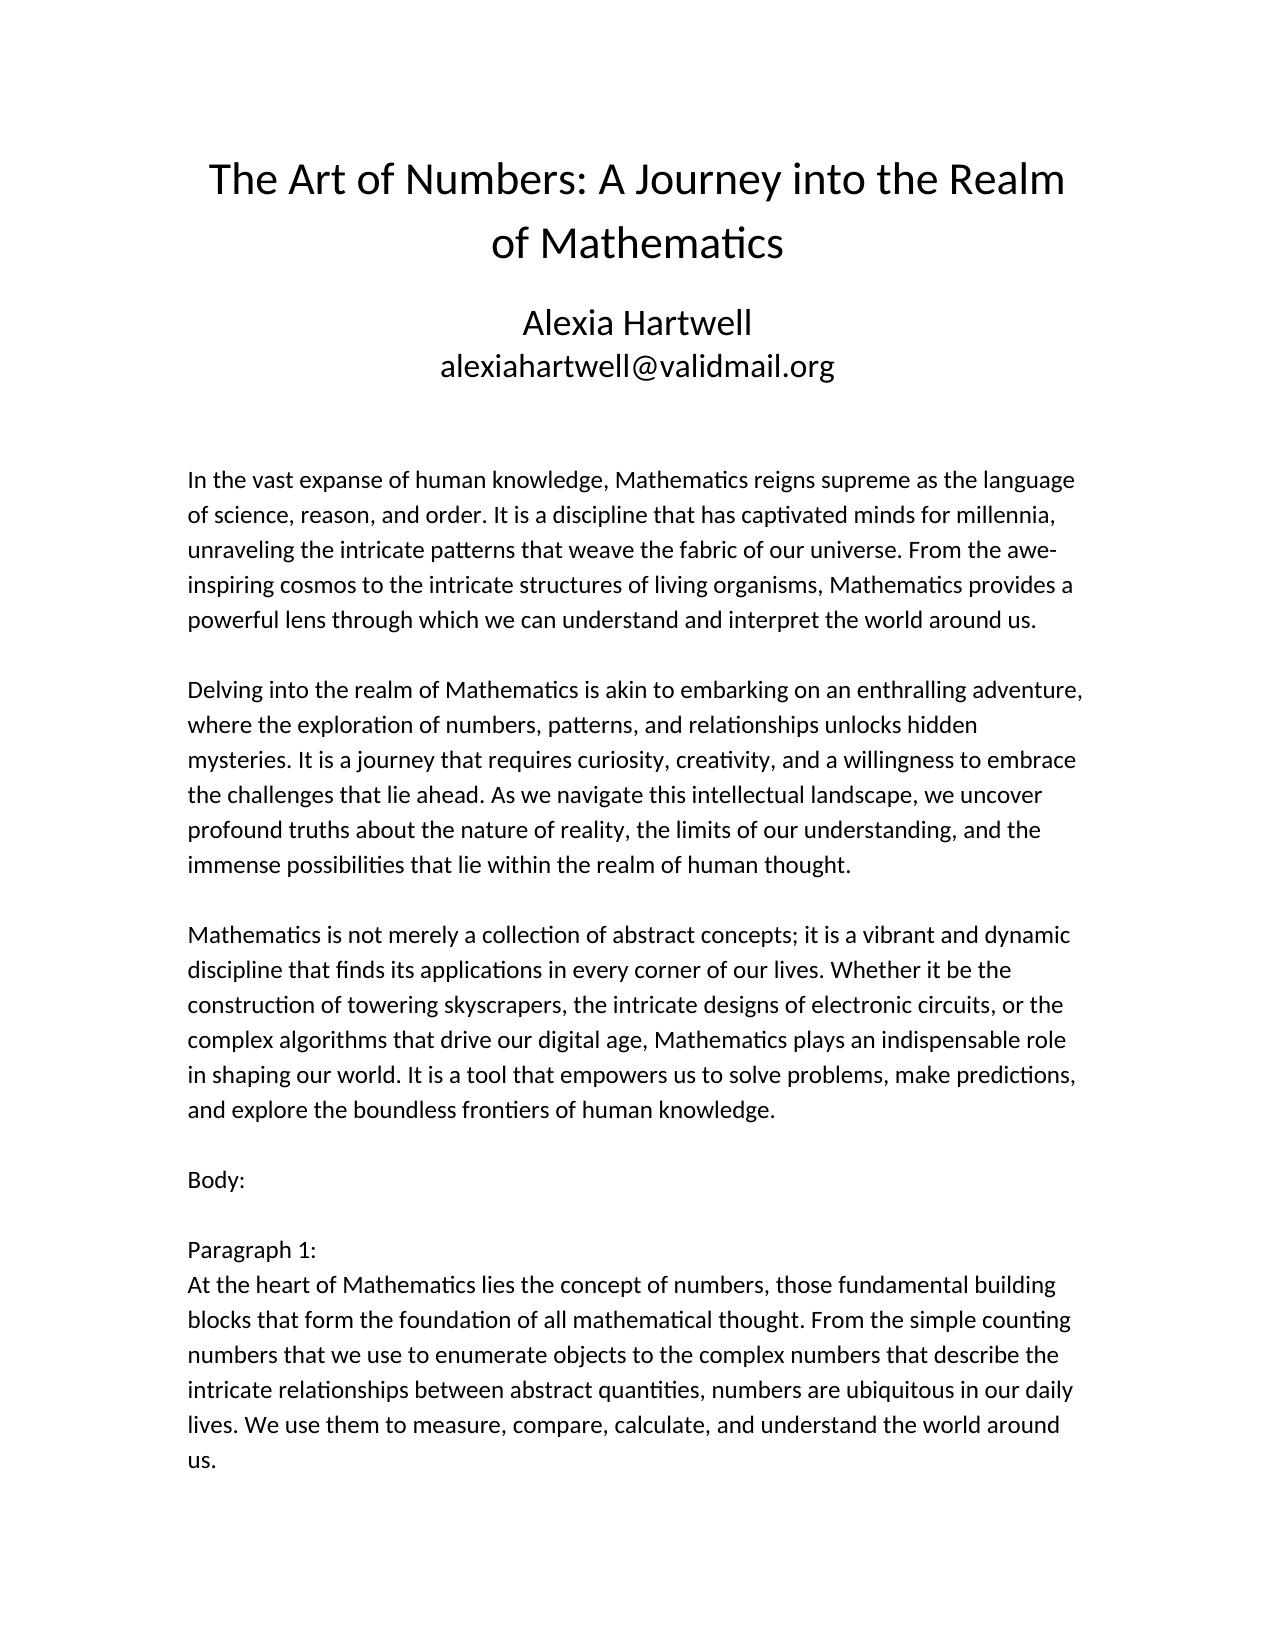 The Art of Numbers: A Journey into the Realm
of Mathematics
Alexia Hartwell
alexiahartwell@validmail.org
In the vast expanse of human knowledge, Mathematics reigns supreme as the language
of science, reason, and order. It is a discipline that has captivated minds for millennia,
unraveling the intricate patterns that weave the fabric of our universe. From the awe-
inspiring cosmos to the intricate structures of living organisms, Mathematics provides a
powerful lens through which we can understand and interpret the world around us.
Delving into the realm of Mathematics is akin to embarking on an enthralling adventure,
where the exploration of numbers, patterns, and relationships unlocks hidden
mysteries. It is a journey that requires curiosity, creativity, and a willingness to embrace
the challenges that lie ahead. As we navigate this intellectual landscape, we uncover
profound truths about the nature of reality, the limits of our understanding, and the
immense possibilities that lie within the realm of human thought.
Mathematics is not merely a collection of abstract concepts; it is a vibrant and dynamic
discipline that finds its applications in every corner of our lives. Whether it be the
construction of towering skyscrapers, the intricate designs of electronic circuits, or the
complex algorithms that drive our digital age, Mathematics plays an indispensable role
in shaping our world. It is a tool that empowers us to solve problems, make predictions,
and explore the boundless frontiers of human knowledge.
Body:
Paragraph 1:
At the heart of Mathematics lies the concept of numbers, those fundamental building
blocks that form the foundation of all mathematical thought. From the simple counting
numbers that we use to enumerate objects to the complex numbers that describe the
intricate relationships between abstract quantities, numbers are ubiquitous in our daily
lives. We use them to measure, compare, calculate, and understand the world around
us.